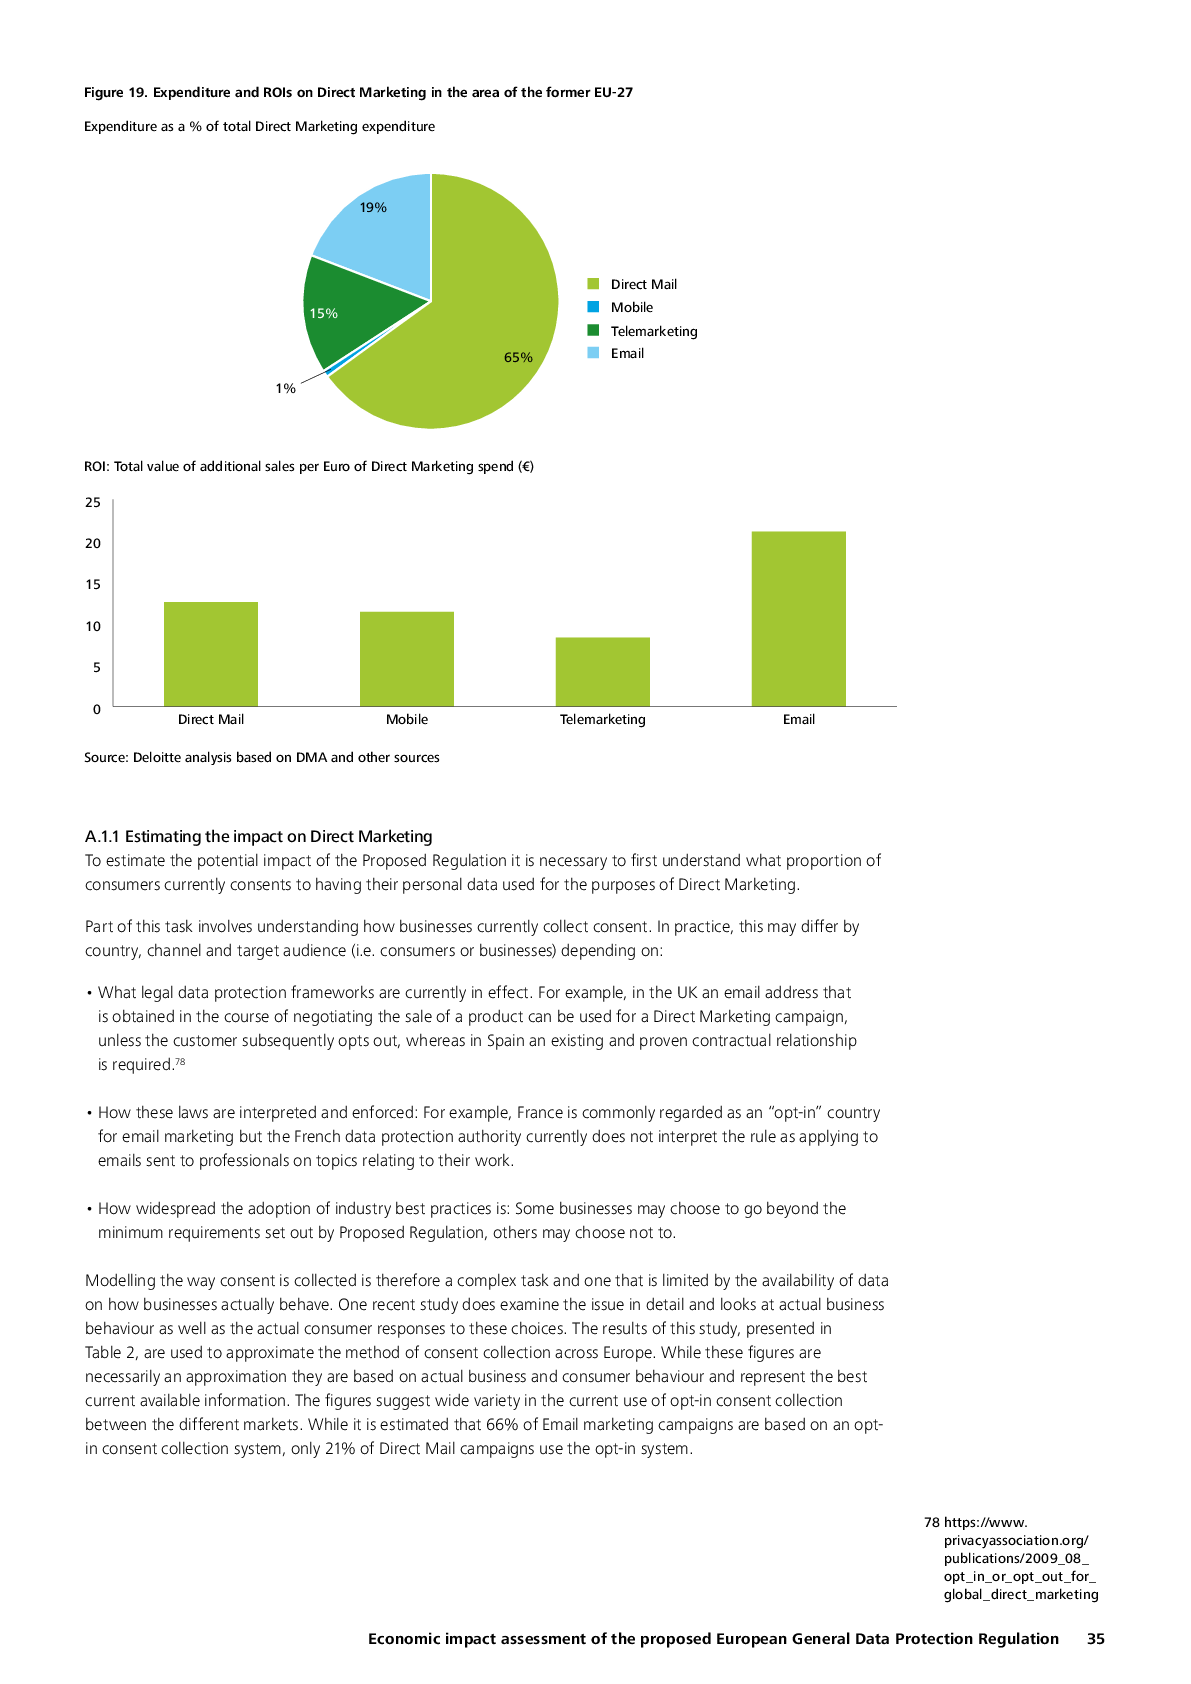 Figure 19. Expenditure and ROIs on Direct Marketing in the area of the former EU-27
Expenditure as a % of total Direct Marketing expenditure
19%
15%
65%
1%
Direct Mail
Mobile
Telemarketing
Email
ROI: Total value of additional sales per Euro of Direct Marketing spend (€)
25
20
15
10
5
0
Direct Mail
Mobile
Telemarketing
Email
Source: Deloitte analysis based on DMA and other sources
A.1.1 Estimating the impact on Direct Marketing
To estimate the potential impact of the Proposed Regulation it is necessary to first understand what proportion of
consumers currently consents to having their personal data used for the purposes of Direct Marketing.
Part of this task involves understanding how businesses currently collect consent. In practice, this may differ by
country, channel and target audience (i.e. consumers or businesses) depending on:
• What legal data protection frameworks are currently in effect. For example, in the UK an email address that
is obtained in the course of negotiating the sale of a product can be used for a Direct Marketing campaign,
unless the customer subsequently opts out, whereas in Spain an existing and proven contractual relationship
is required.78
• How these laws are interpreted and enforced: For example, France is commonly regarded as an “opt-in” country
for email marketing but the French data protection authority currently does not interpret the rule as applying to
emails sent to professionals on topics relating to their work.
• How widespread the adoption of industry best practices is: Some businesses may choose to go beyond the
minimum requirements set out by Proposed Regulation, others may choose not to.
Modelling the way consent is collected is therefore a complex task and one that is limited by the availability of data
on how businesses actually behave. One recent study does examine the issue in detail and looks at actual business
behaviour as well as the actual consumer responses to these choices. The results of this study, presented in
Table 2, are used to approximate the method of consent collection across Europe. While these figures are
necessarily an approximation they are based on actual business and consumer behaviour and represent the best
current available information. The figures suggest wide variety in the current use of opt-in consent collection
between the different markets. While it is estimated that 66% of Email marketing campaigns are based on an opt-
in consent collection system, only 21% of Direct Mail campaigns use the opt-in system.
78 https://www.
privacyassociation.org/
publications/2009_08_
opt_in_or_opt_out_for_
global_direct_marketing
Economic impact assessment of the proposed European General Data Protection Regulation 35